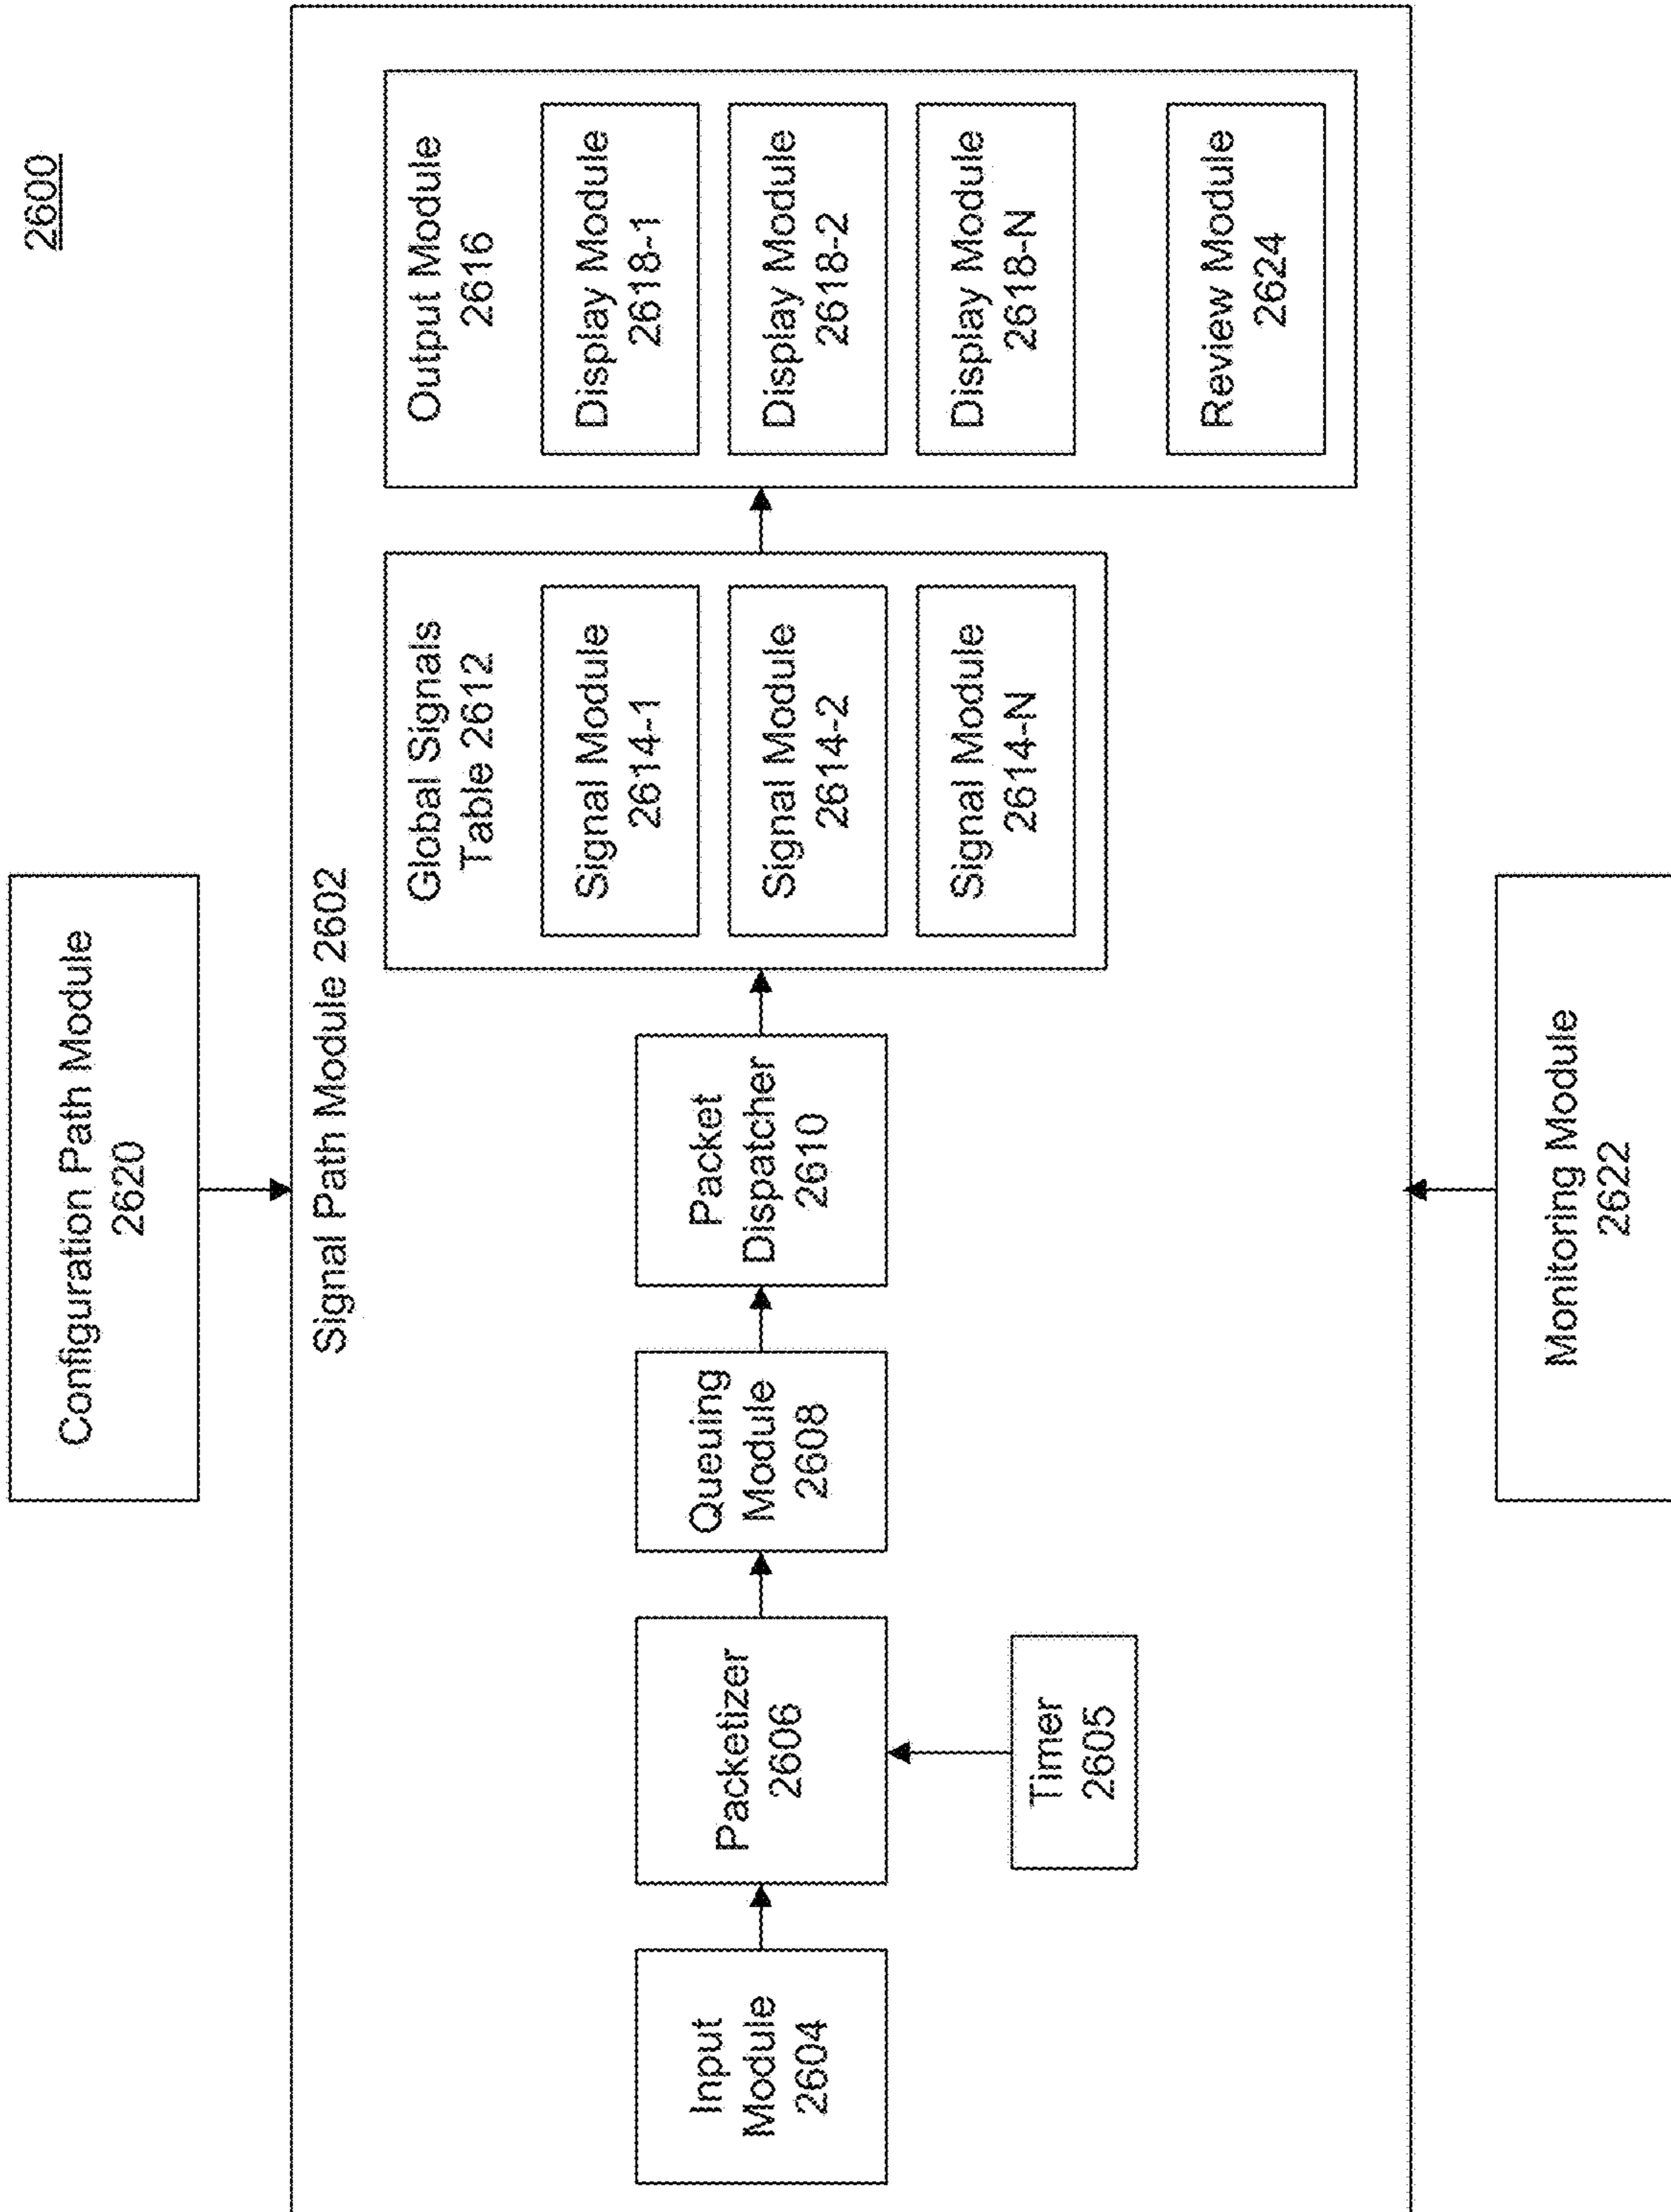 2600
Configuration Path Module
2620
Signal Path Module 2602
Input
Module
2604
Packetizer
2606
Timer
2605
Queuing
Module
2608
Packet
Dispatcher
2610
Global Signals
Table 2612
Signal Module
2614-1
Signal Module
2614-2
Signal Module
2614-N
Output Module
2616
Display Module
2618-1
Display Module
2618-2
Display Module
2618-N
Review Module
2624
Monitoring Module
2622